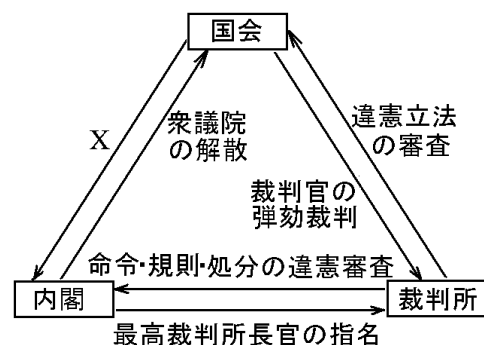 国会
X
衆議院
の解散
違憲立法
の審査
裁判官の
弾劾裁判
命令・規則・処分の違憲審査
内閣
裁判所
最高裁判所長官の指名